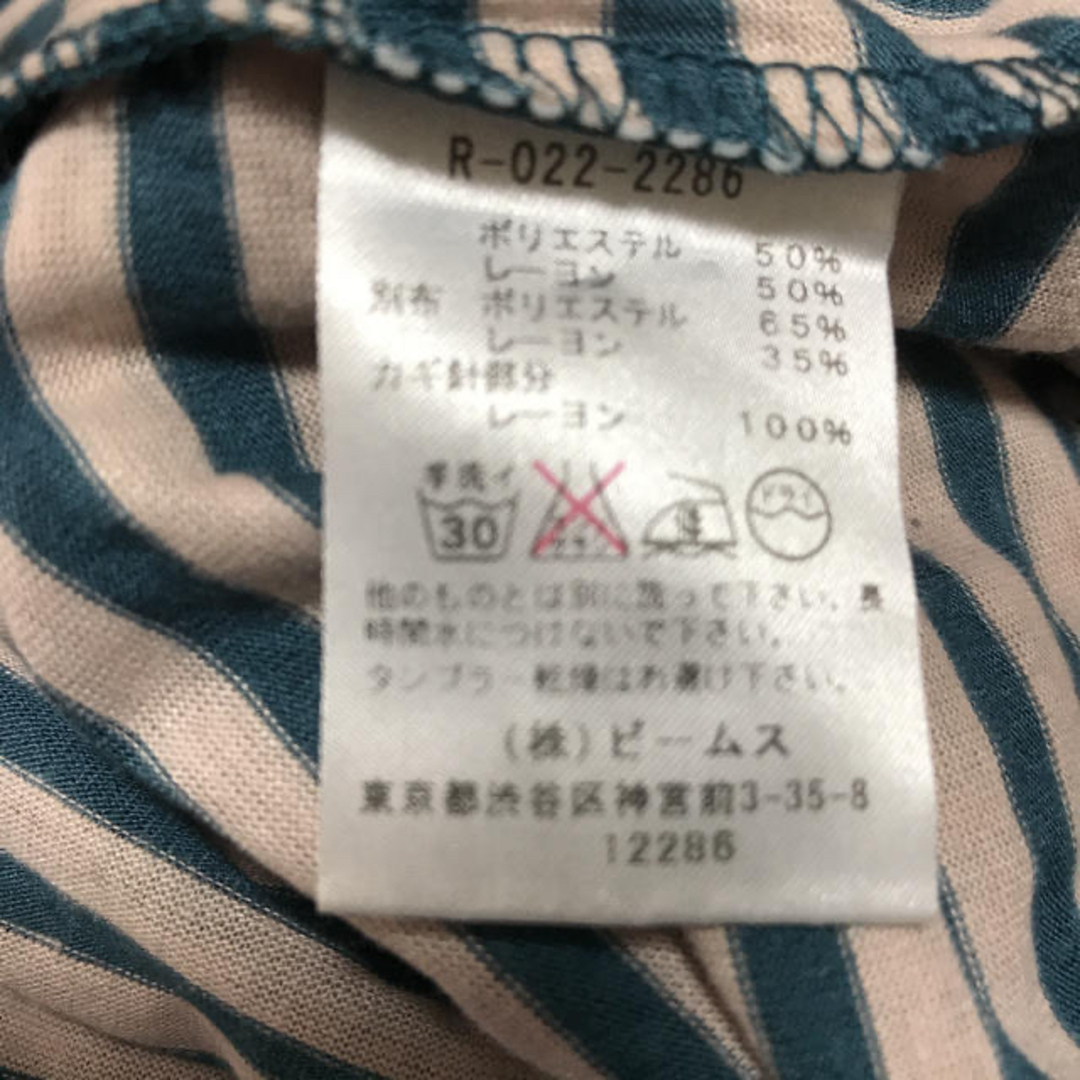 R-022-2286
ポリエステル 50%
レーヨン 50%
別布 ポリエステル 65%
レーヨン 35%
カギ針部分
レーヨン 100%
手洗イ
30
低
ドライ
他のものとは別に洗って下さい。長
時間水につけないで下さい。
タンブラー乾燥はお避け下さい。
(株)ビームス
東京都渋谷区神宮前3-35-8
12286